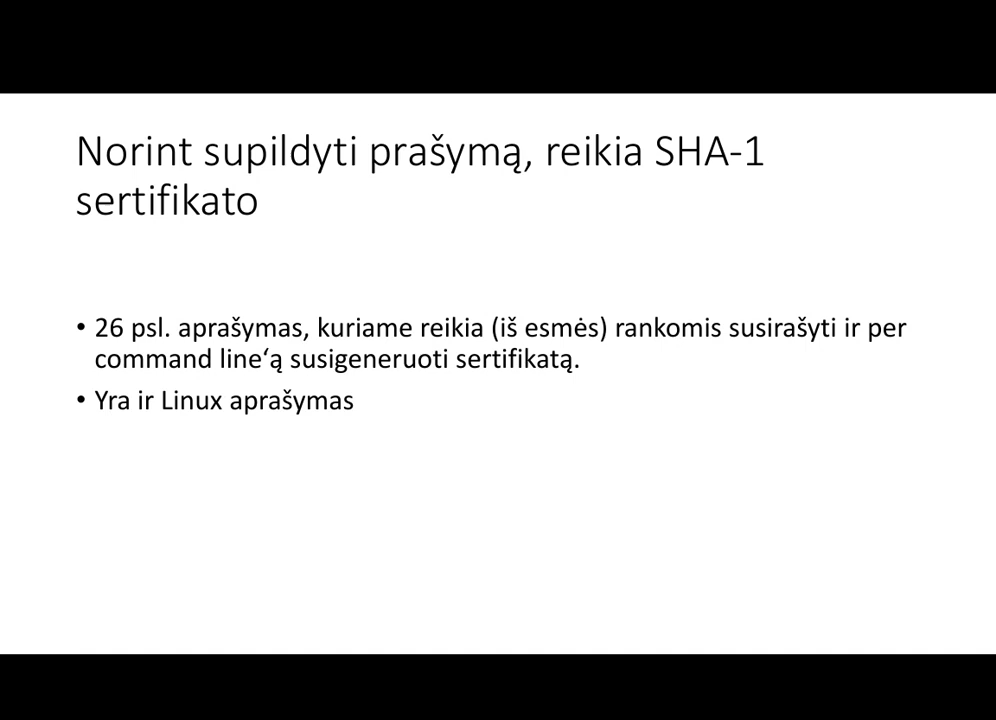 Norint supildyti prašymą, reikia SHA-1
sertifikato
• 26 psl. aprašymas, kuriame reikia (iš esmės) rankomis susirašyti ir per
command line‘ą susigeneruoti sertifikatą.
• Yra ir Linux aprašymas